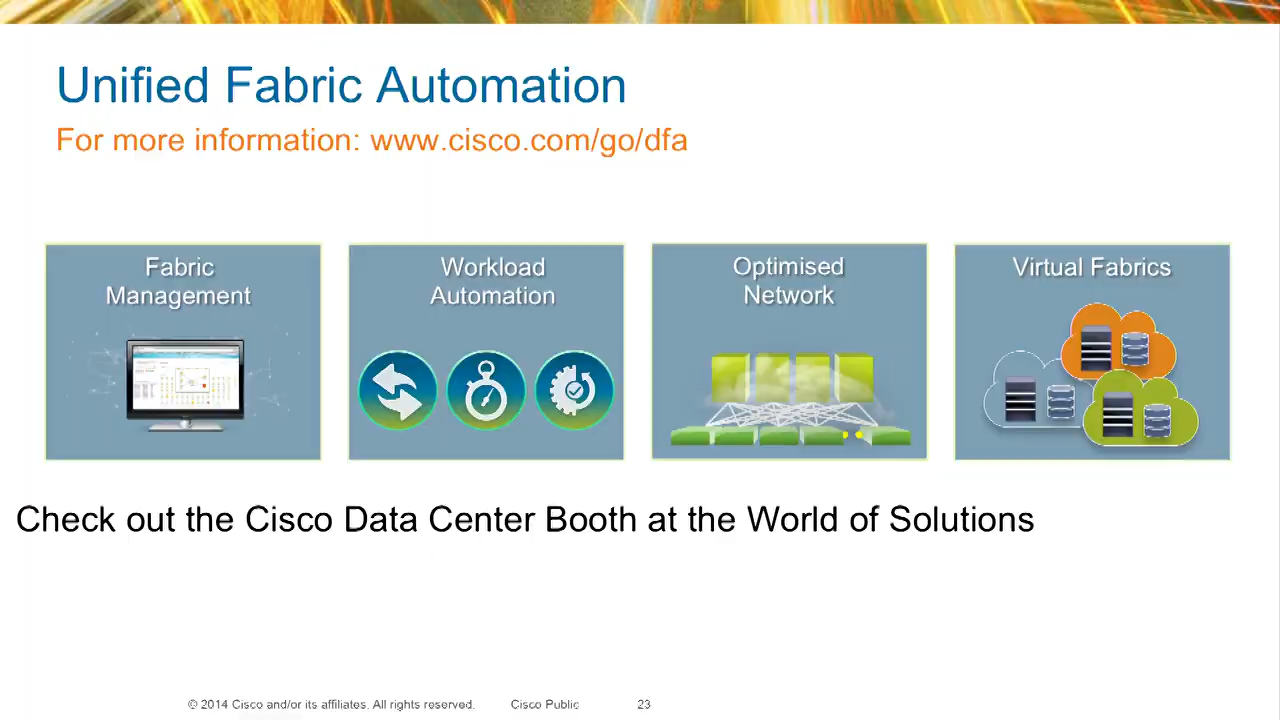 Unified Fabric Automation
For more information: www.cisco.com/go/dfa
Fabric
Management
Workload
Automation
Optimised
Network
Virtual Fabrics
Check out the Cisco Data Center Booth at the World of Solutions
© 2014 Cisco and/or its affiliates. All rights reserved. Cisco Public 23